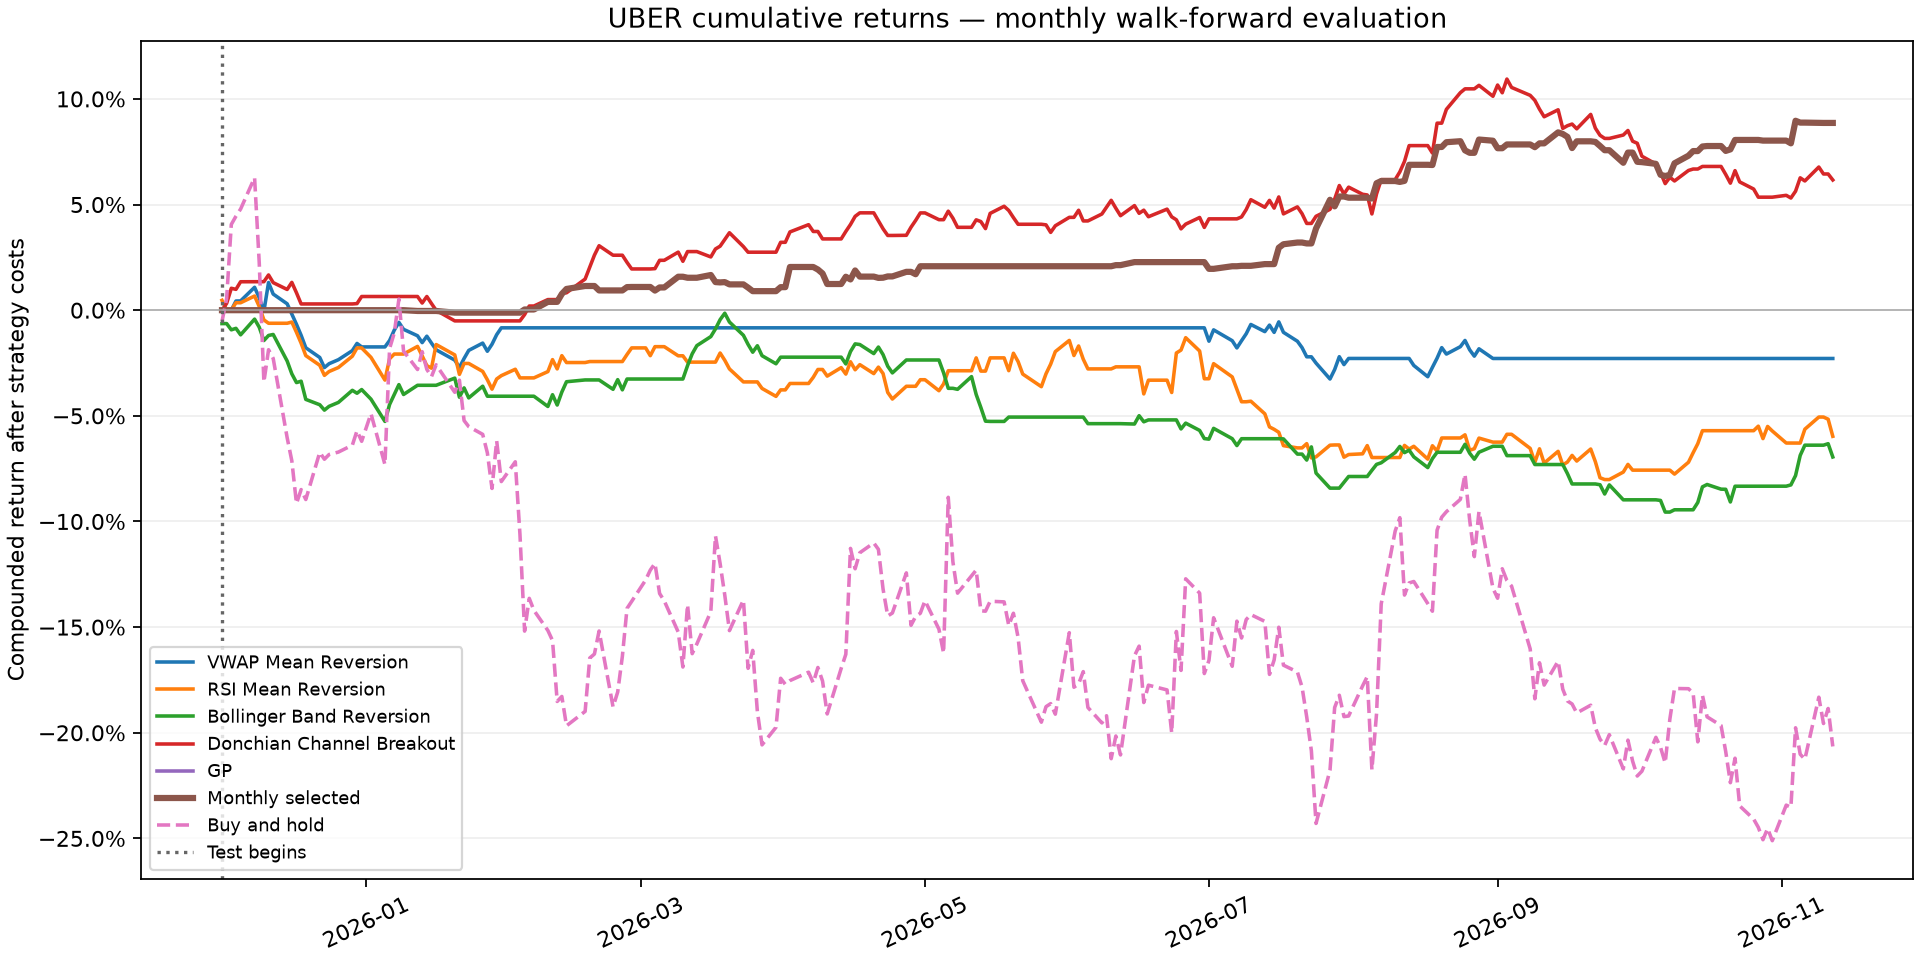 UBER cumulative returns — monthly walk-forward evaluation
Compounded return after strategy costs
10.0%
5.0%
0.0%
−5.0%
−10.0%
−15.0%
−20.0%
−25.0%
VWAP Mean Reversion
RSI Mean Reversion
Bollinger Band Reversion
Donchian Channel Breakout
GP
Monthly selected
Buy and hold
Test begins
2026-01
2026-03
2026-05
2026-07
2026-09
2026-11